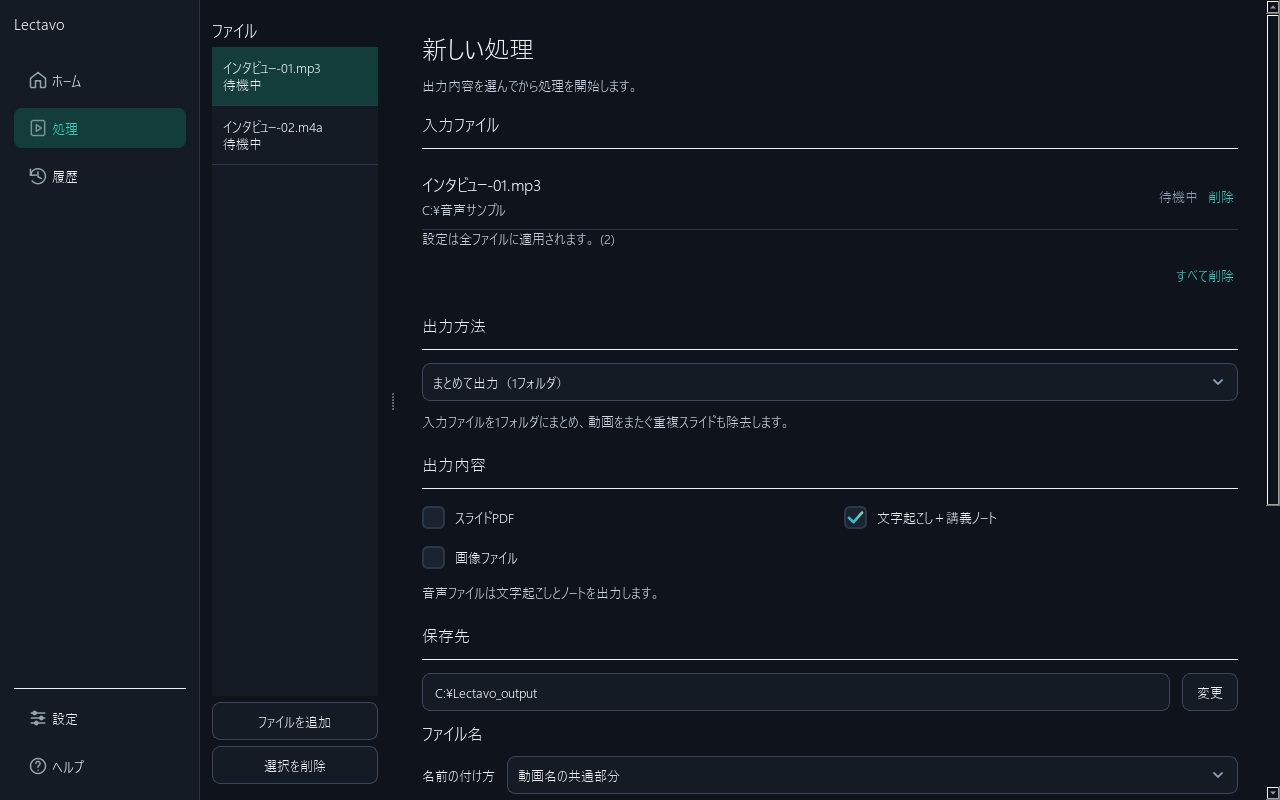 Lectavo
ホーム
処理
履歴
設定
ヘルプ
ファイル
インタビュー-01.mp3
待機中
インタビュー-02.m4a
待機中
ファイルを追加
選択を削除
新しい処理
出力内容を選んでから処理を開始します。
入力ファイル
インタビュー-01.mp3
C:¥音声サンプル
待機中 削除
設定は全ファイルに適用されます。(2)
すべて削除
出力方法
まとめて出力（1フォルダ）
入力ファイルを1フォルダにまとめ、動画をまたぐ重複スライドも除去します。
出力内容
スライドPDF
文字起こし＋講義ノート
画像ファイル
音声ファイルは文字起こしとノートを出力します。
保存先
C:¥Lectavo_output
変更
ファイル名
名前の付け方
動画名の共通部分